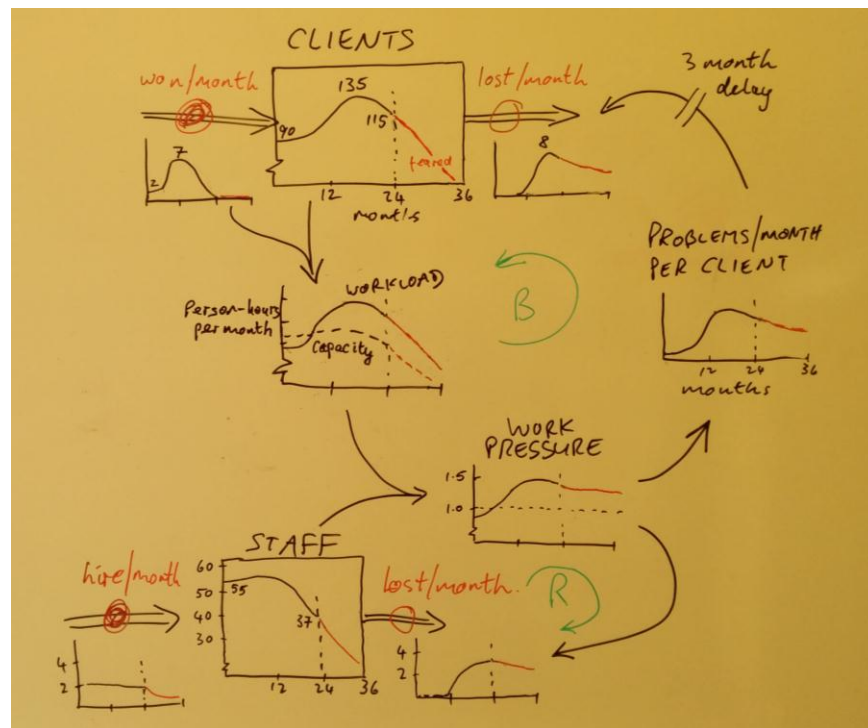 CLIENTS
won/month
lost/month
3 month
delay
7
2
90
135
115
feared
12
24
36
months
8
PROBLEMS/MONTH
PER CLIENT
12
24
36
months
WORKLOAD
Person-hours
per month
Capacity
B
WORK
PRESSURE
1.5
1.0
STAFF
hire/month
60
50
40
30
55
37
12
24
36
lost/month.
R
4
2
4
2